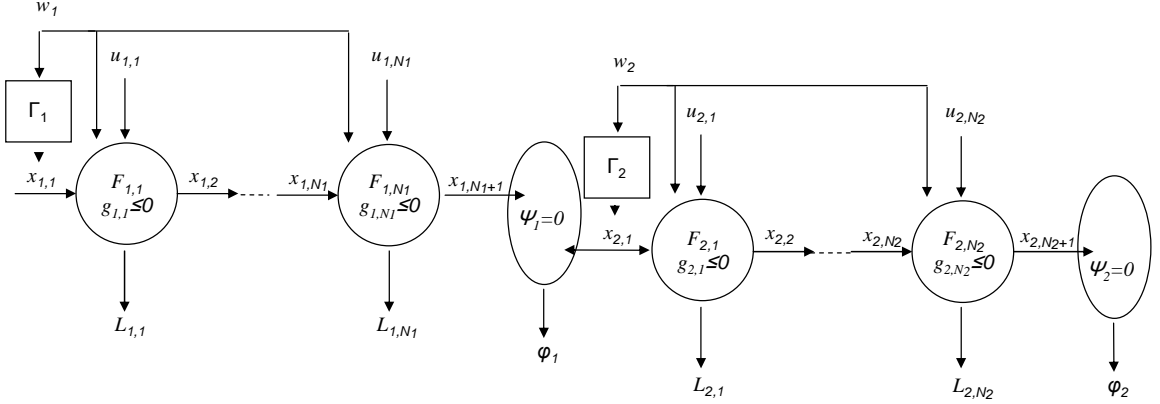 w1
u1,1
u1,N1
Γ1
x1,1
F1,1
g1,1≤0
x1,2
x1,N1
F1,N1
g1,N1≤0
x1,N1+1
Ψ1=0
L1,1
L1,N1
φ1
w2
u2,1
u2,N2
Γ2
x2,1
F2,1
g2,1≤0
x2,2
x2,N2
F2,N2
g2,N2≤0
x2,N2+1
Ψ2=0
L2,1
L2,N2
φ2